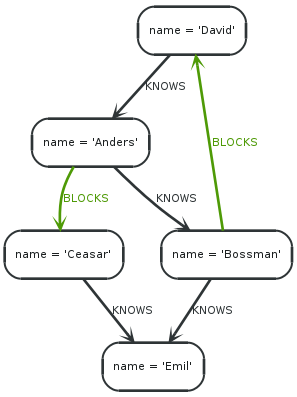 name = 'David'
KNOWS
name = 'Anders'
BLOCKS
BLOCKS
KNOWS
name = 'Ceasar'
name = 'Bossman'
KNOWS
KNOWS
name = 'Emil'